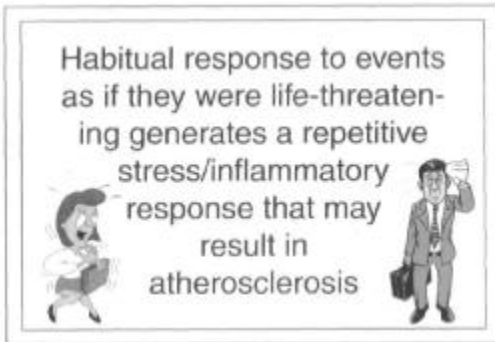 Habitual response to events
as if they were life-threaten-
ing generates a repetitive
stress/inflammatory
response that may
result in
atherosclerosis